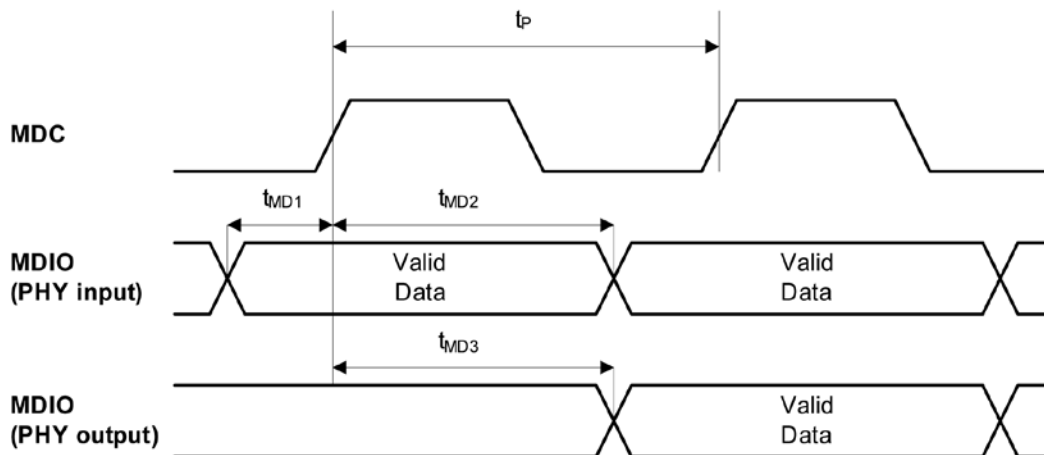 tP
MDC
tMD1
tMD2
MDIO
(PHY input)
Valid
Data
Valid
Data
tMD3
MDIO
(PHY output)
Valid
Data